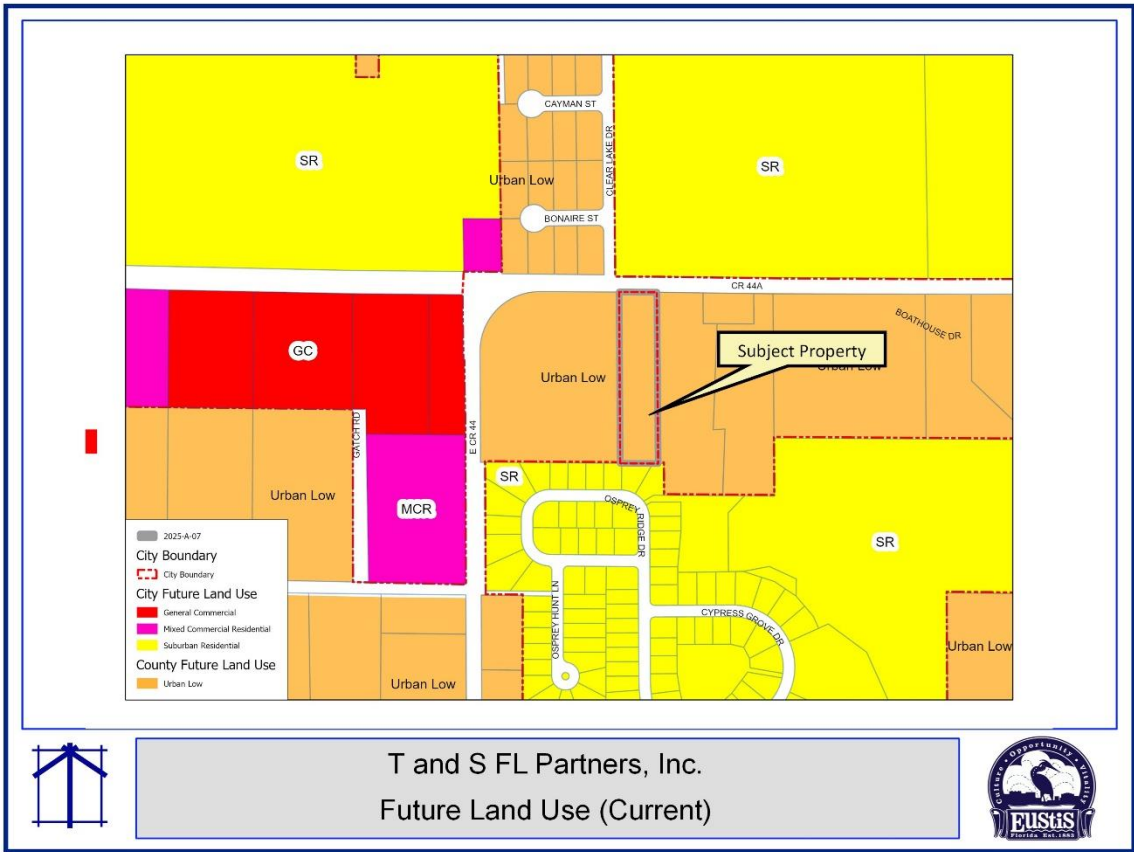 CAYMAN ST
CLEAR LAKE DR
SR
SR
Urban Low
BONAIRE ST
CR 44A
BOATHOUSE DR
GC
Subject Property
Urban Low
Urban Low
E CR 44
GATCH RD
SR
Urban Low
OSPREY RIDGE DR
MCR
SR
OSPREY HUNT LN
CYPRESS GROVE DR
Urban Low
Urban Low
2025-A-07
City Boundary
City Boundary
City Future Land Use
General Commercial
Mixed Commercial Residential
Suburban Residential
County Future Land Use
Urban Low
T and S FL Partners, Inc.
Future Land Use (Current)
Culture • Opportunity • Vitality
EUSTIS
Florida Est. 1883